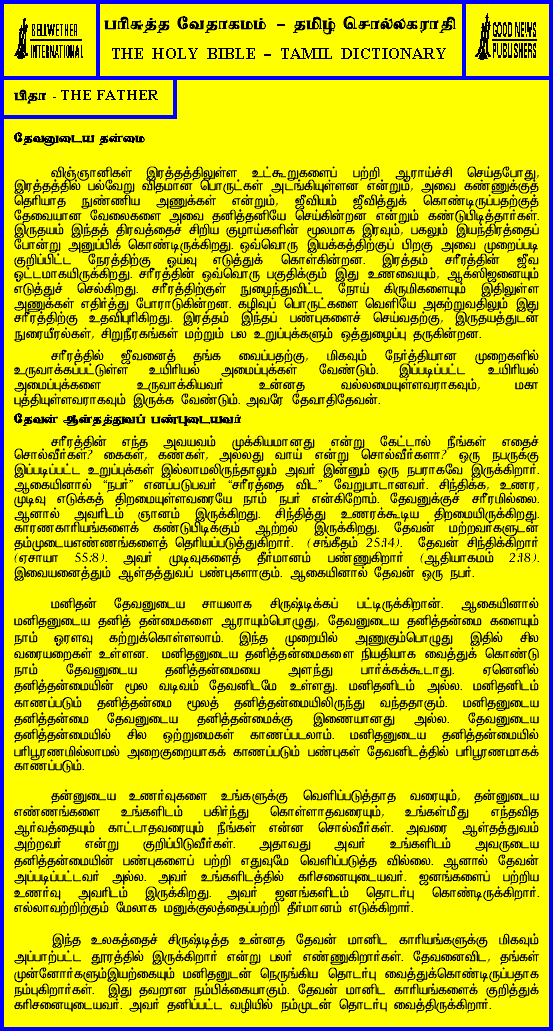 BELLWETHER
INTERNATIONAL
பரிசுத்த வேதாகமம் – தமிழ் சொல்லகராதி
THE HOLY BIBLE – TAMIL DICTIONARY
GOOD NEWS
PUBLISHERS
பிதா - THE FATHER
தேவனுடைய தன்மை
விஞ்ஞானிகள் இரத்தத்திலுள்ள உட்கூறுகளைப் பற்றி ஆராய்ச்சி செய்தபோது,
இரத்தத்தில் பல்வேறு விதமான பொருட்கள் அடங்கியுள்ளன என்றும், அவை கண்ணுக்குத்
தெரியாத நுண்ணிய அணுக்கள் என்றும், ஜீவியம் ஜீவித்துக் கொண்டிருப்பதற்குத்
தேவையான வேலைகளை அவை தனித்தனியே செய்கின்றன என்றும் கண்டுபிடித்தார்கள்.
இருதயம் இந்தத் திரவத்தைச் சிறிய குழாய்களின் மூலமாக இரவும், பகலும் இயந்திரத்தைப்
போன்று அனுப்பிக் கொண்டிருக்கிறது. ஒவ்வொரு இயக்கத்திற்குப் பிறகு அவை முறைப்படி
குறிப்பிட்ட நேரத்திற்கு ஓய்வு எடுத்துக் கொள்கின்றன. இரத்தம் சரீரத்தின் ஜீவ
ஓட்டமாகயிருக்கிறது. சரீரத்தின் ஒவ்வொரு பகுதிக்கும் இது உணவையும், ஆக்ஸிஜனையும்
எடுத்துச் செல்கிறது. சரீரத்திற்குள் நுழைந்துவிட்ட நோய் கிருமிகளையும் இதிலுள்ள
அணுக்கள் எதிர்த்து போராடுகின்றன. கழிவுப் பொருட்களை வெளியே அகற்றுவதிலும் இது
சரீரத்திற்கு உதவிபுரிகிறது. இரத்தம் இந்தப் பண்புகளைச் செய்வதற்கு, இருதயத்துடன்
நுரையீரல்கள், சிறுநீரகங்கள் மற்றும் பல உறுப்புக்களும் ஒத்துழைப்பு தருகின்றன.
சரீரத்தில் ஜீவனைத் தங்க வைப்பதற்கு, மிகவும் நேர்த்தியான முறைகளில்
உருவாக்கப்பட்டுள்ள உயிரியல் அமைப்புக்கள் வேண்டும். இப்படிப்பட்ட உயிரியல்
அமைப்புக்களை உருவாக்கியவர் உன்னத வல்லமையுள்ளவராகவும், மகா
புத்தியுள்ளவராகவும் இருக்க வேண்டும். அவரே தேவாதிதேவன்.
தேவன் ஆள்தத்துவப் பண்புடையவர்
சரீரத்தின் எந்த அவயவம் முக்கியமானது என்று கேட்டால் நீங்கள் எதைச்
சொல்வீர்கள்? கைகள், கண்கள், அல்லது வாய் என்று சொல்வீர்களா? ஒரு நபருக்கு
இப்படிப்பட்ட உறுப்புக்கள் இல்லாமலிருந்தாலும் அவர் இன்னும் ஒரு நபராகவே இருக்கிறார்.
ஆகையினால் “நபர்” எனப்படுபவர் “சரீரத்தை விட” வேறுபாடானவர். சிந்திக்க, உணர,
முடிவு எடுக்கத் திறமையுள்ளவரையே நாம் நபர் என்கிறோம். தேவனுக்குச் சரீரமில்லை.
ஆனால் அவரிடம் ஞானம் இருக்கிறது. சிந்தித்து உணரக்கூடிய திறமையிருக்கிறது.
காரணகாரியங்களைக் கண்டுபிடிக்கும் ஆற்றல் இருக்கிறது. தேவன் மற்றவர்களுடன்
தம்முடையஎண்ணங்களைத் தெரியப்படுத்துகிறார். (சங்கீதம் 25:14). தேவன் சிந்திக்கிறார்
(ஏசாயா 55:8). அவர் முடிவுகளைத் தீர்மானம் பண்ணுகிறார் (ஆதியாகமம் 2:18).
இவையனைத்தும் ஆள்தத்துவப் பண்புகளாகும். ஆகையினால் தேவன் ஒரு நபர்.
மனிதன் தேவனுடைய சாயலாக சிருஷ்டிக்கப் பட்டிருக்கிறான். ஆகையினால்
மனிதனுடைய தனித் தன்மைகளை ஆராயும்பொழுது, தேவனுடைய தனித்தன்மை களையும்
நாம் ஓரளவு கற்றுக்கொள்ளலாம். இந்த முறையில் அணுகும்பொழுது இதில் சில
வரையறைகள் உள்ளன. மனிதனுடைய தனித்தன்மைகளை நியதியாக வைத்துக் கொண்டு
நாம் தேவனுடைய தனித்தன்மையை அளந்து பார்க்கக்கூடாது. ஏனெனில்
தனித்தன்மையின் மூல வடிவம் தேவனிடமே உள்ளது. மனிதனிடம் அல்ல. மனிதனிடம்
காணப்படும் தனித்தன்மை மூலத் தனித்தன்மையிலிருந்து வந்ததாகும். மனிதனுடைய
தனித்தன்மை தேவனுடைய தனித்தன்மைக்கு இணையானது அல்ல. தேவனுடைய
தனித்தன்மையில் சில ஒற்றுமைகள் காணப்படலாம். மனிதனுடைய தனித்தன்மையில்
பரிபூரணமில்லாமல் அறைகுறையாகக் காணப்படும் பண்புகள் தேவனிடத்தில் பரிபூரணமாகக்
காணப்படும்.
தன்னுடைய உணர்வுகளை உங்களுக்கு வெளிப்படுத்தாத வரையும், தன்னுடைய
எண்ணங்களை உங்களிடம் பகிர்ந்து கொள்ளாதவரையும், உங்கள்மீது எந்தவித
ஆர்வத்தையும் காட்டாதவரையும் நீங்கள் என்ன சொல்வீர்கள். அவரை ஆள்தத்துவம்
அற்றவர் என்று குறிப்பிடுவீர்கள். அதாவது அவர் உங்களிடம் அவருடைய
தனித்தன்மையின் பண்புகளைப் பற்றி எதுவுமே வெளிப்படுத்த வில்லை. ஆனால் தேவன்
அப்படிப்பட்டவர் அல்ல. அவர் உங்களிடத்தில் கரிசனையுடையவர். ஜனங்களைப் பற்றிய
உணர்வு அவரிடம் இருக்கிறது. அவர் ஜனங்களிடம் தொடர்பு கொண்டிருக்கிறார்.
எல்லாவற்றிற்கும் மேலாக மனுக்குலத்தைப்பற்றி தீர்மானம் எடுக்கிறார்.
இந்த உலகத்தைச் சிருஷ்டித்த உன்னத தேவன் மானிட காரியங்களுக்கு மிகவும்
அப்பாற்பட்ட தூரத்தில் இருக்கிறார் என்று பலர் எண்ணுகிறார்கள். தேவனைவிட, தங்கள்
முன்னோர்களும்இயற்கையும் மனிதனுடன் நெருங்கிய தொடர்பு வைத்துக்கொண்டிருப்பதாக
நம்புகிறார்கள். இது தவறான நம்பிக்கையாகும். தேவன் மானிட காரியங்களைக் குறித்துக்
கரிசனையுடையவர். அவர் தனிப்பட்ட வழியில் நம்முடன் தொடர்பு வைத்திருக்கிறார்.